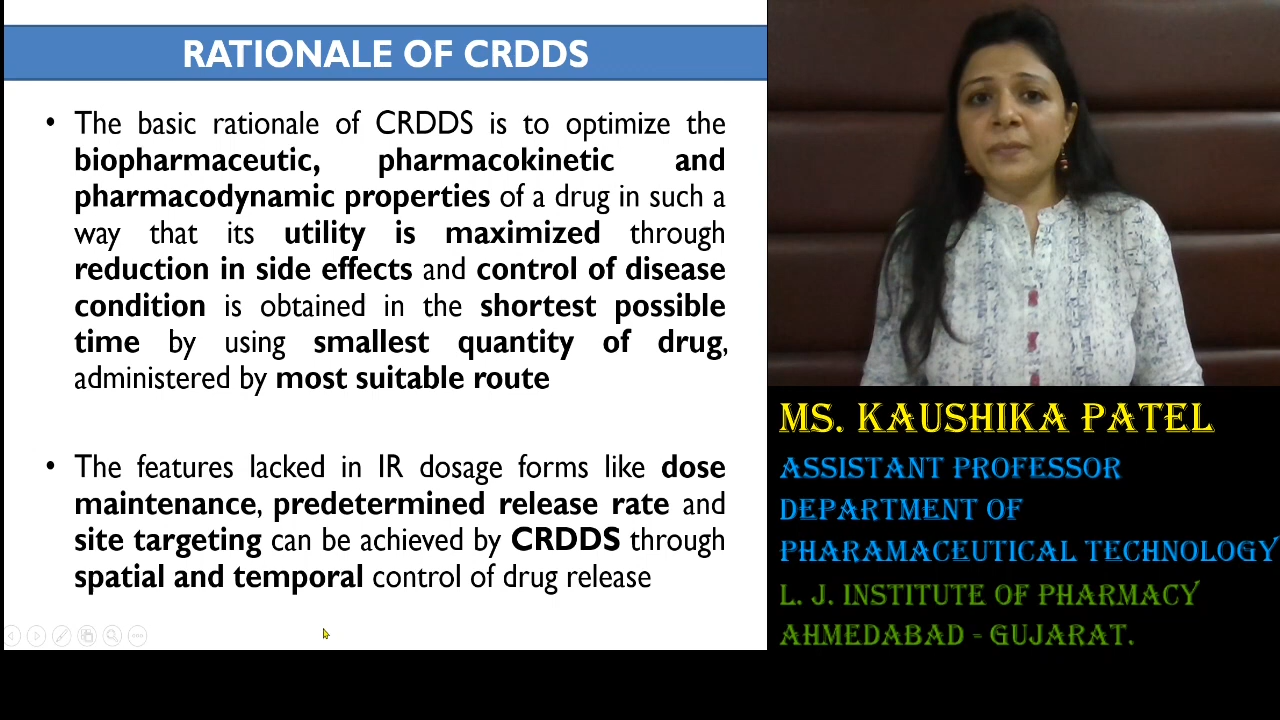 RATIONALE OF CRDDS
• The basic rationale of CRDDS is to optimize the
biopharmaceutic, pharmacokinetic and
pharmacodynamic properties of a drug in such a
way that its utility is maximized through
reduction in side effects and control of disease
condition is obtained in the shortest possible
time by using smallest quantity of drug,
administered by most suitable route
• The features lacked in IR dosage forms like dose
maintenance, predetermined release rate and
site targeting can be achieved by CRDDS through
spatial and temporal control of drug release
MS. KAUSHIKA PATEL
ASSISTANT PROFESSOR
DEPARTMENT OF
PHARAMACEUTICAL TECHNOLOGY
L. J. INSTITUTE OF PHARMACY
AHMEDABAD - GUJARAT.